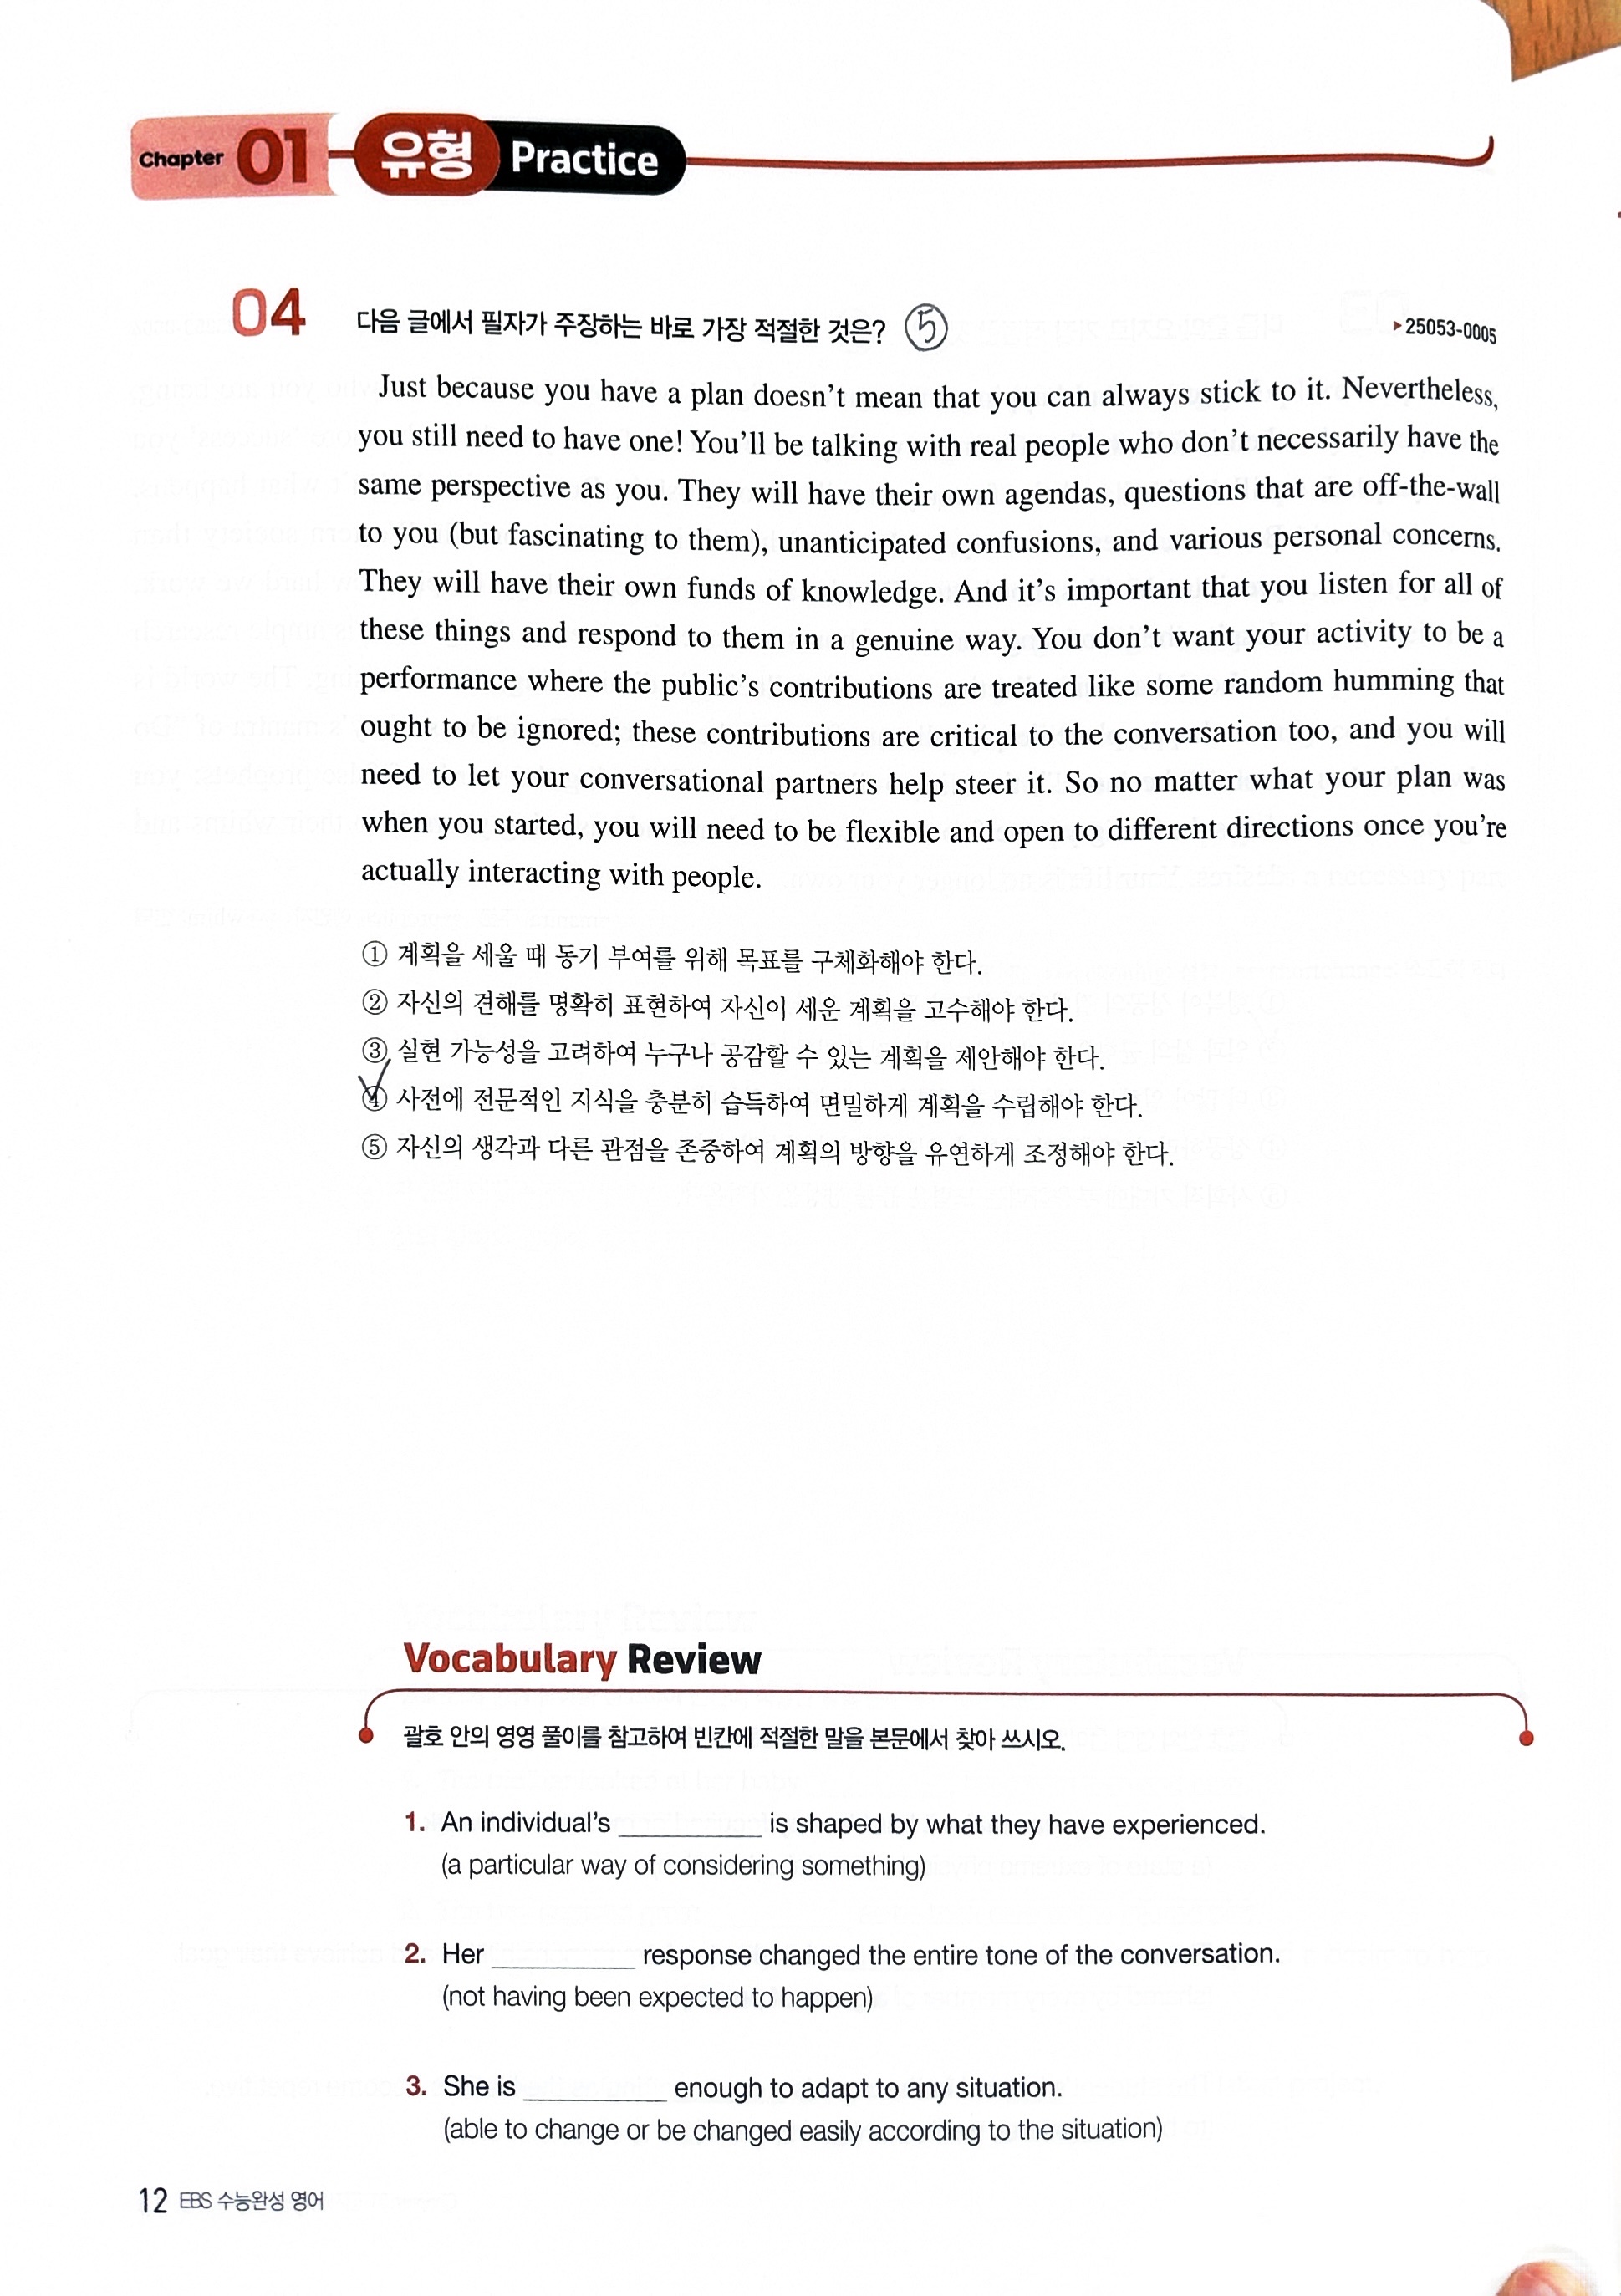 Chapter 01 유형 Practice
04 다음 글에서 필자가 주장하는 바로 가장 적절한 것은? ⑤ ▸25053-0005
Just because you have a plan doesn't mean that you can always stick to it. Nevertheless,
you still need to have one! You'll be talking with real people who don't necessarily have the
same perspective as you. They will have their own agendas, questions that are off-the-wall
to you (but fascinating to them), unanticipated confusions, and various personal concerns.
They will have their own funds of knowledge. And it's important that you listen for all of
these things and respond to them in a genuine way. You don't want your activity to be a
performance where the public's contributions are treated like some random humming that
ought to be ignored; these contributions are critical to the conversation too, and you will
need to let your conversational partners help steer it. So no matter what your plan was
when you started, you will need to be flexible and open to different directions once you're
actually interacting with people.
① 계획을 세울 때 동기 부여를 위해 목표를 구체화해야 한다.
② 자신의 견해를 명확히 표현하여 자신이 세운 계획을 고수해야 한다.
③ 실현 가능성을 고려하여 누구나 공감할 수 있는 계획을 제안해야 한다.
④ 사전에 전문적인 지식을 충분히 습득하여 면밀하게 계획을 수립해야 한다.
⑤ 자신의 생각과 다른 관점을 존중하여 계획의 방향을 유연하게 조정해야 한다.
Vocabulary Review
괄호 안의 영영 풀이를 참고하여 빈칸에 적절한 말을 본문에서 찾아 쓰시오.
1. An individual's __________ is shaped by what they have experienced.
(a particular way of considering something)
2. Her __________ response changed the entire tone of the conversation.
(not having been expected to happen)
3. She is __________ enough to adapt to any situation.
(able to change or be changed easily according to the situation)
12 EBS 수능완성 영어